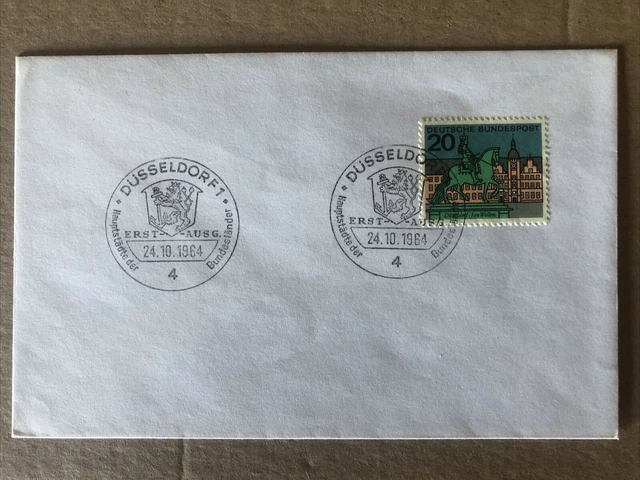 DÜSSELDORF 1
ERST-AUSG.
24.10.1964
4
Hauptstädte der Bundesländer
DÜSSELDO
ERST-AUSG.
24.10.1964
4
Hauptstädte der
DEUTSCHE BUNDESPOST
20